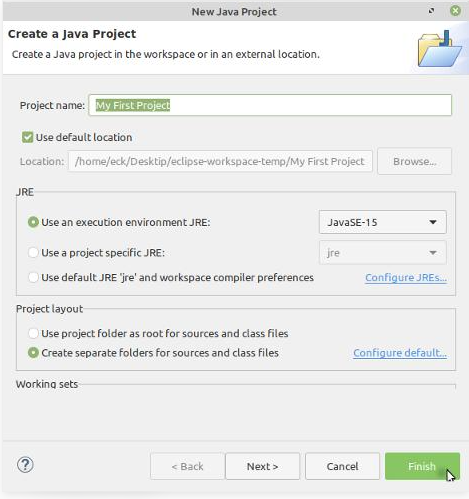 New Java Project
Create a Java Project
Create a Java project in the workspace or in an external location.
Project name: My First Project
Use default location
Location: /home/eck/Desktip/eclipse-workspace-temp/My First Project Browse...
JRE
Use an execution environment JRE: JavaSE-15
Use a project specific JRE: jre
Use default JRE 'jre' and workspace compiler preferences Configure JREs...
Project layout
Use project folder as root for sources and class files
Create separate folders for sources and class files Configure default...
Working sets
? < Back Next > Cancel Finish